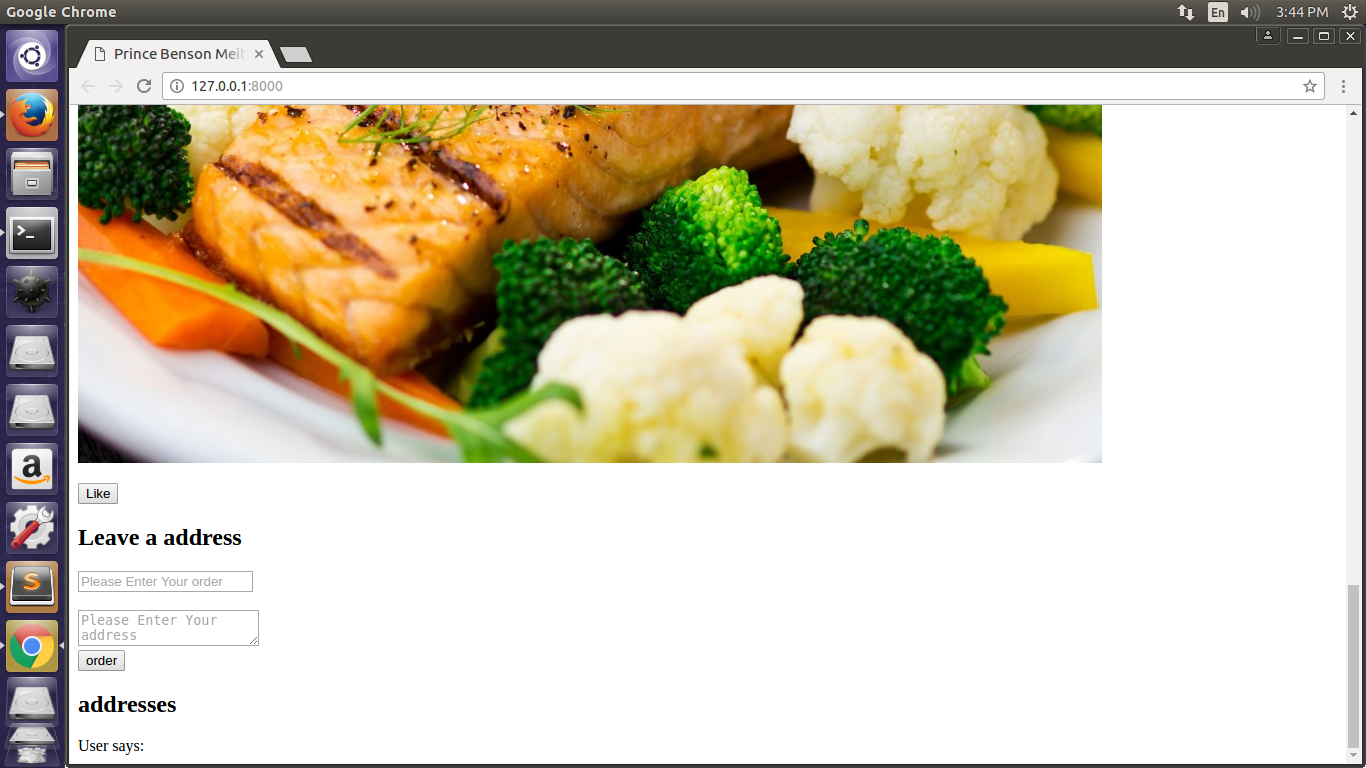 Google Chrome
En
3:44 PM
Prince Benson Meit
127.0.0.1:8000
Like
Leave a address
Please Enter Your order
Please Enter Your
address
order
addresses
User says: